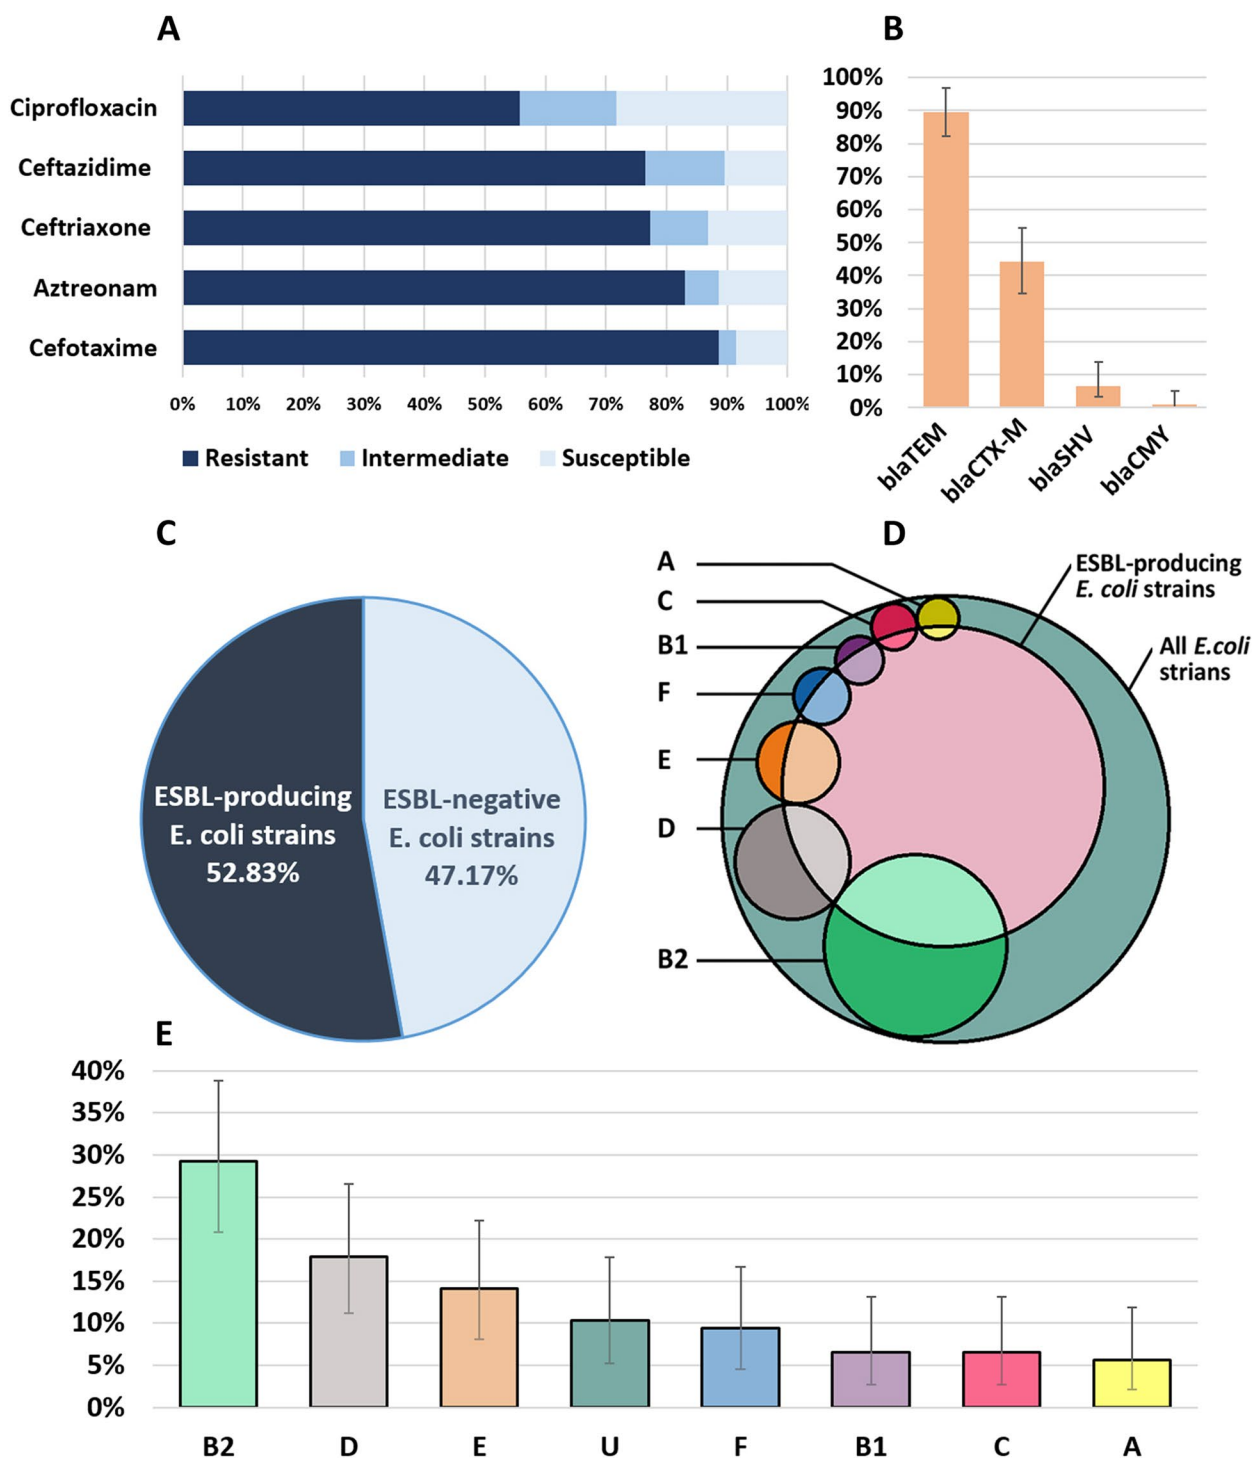 A
Ciprofloxacin
Ceftazidime
Ceftriaxone
Aztreonam
Cefotaxime
0% 10% 20% 30% 40% 50% 60% 70% 80% 90% 100%
Resistant Intermediate Susceptible
B
100%
90%
80%
70%
60%
50%
40%
30%
20%
10%
0%
blaTEM blaCTX-M blaSHV blaCMY
C
ESBL-producing
E. coli strains
52.83%
ESBL-negative
E. coli strains
47.17%
D
A
C
B1
F
E
D
B2
ESBL-producing
E. coli strains
All E.coli
strians
E
40%
35%
30%
25%
20%
15%
10%
5%
0%
B2 D E U F B1 C A